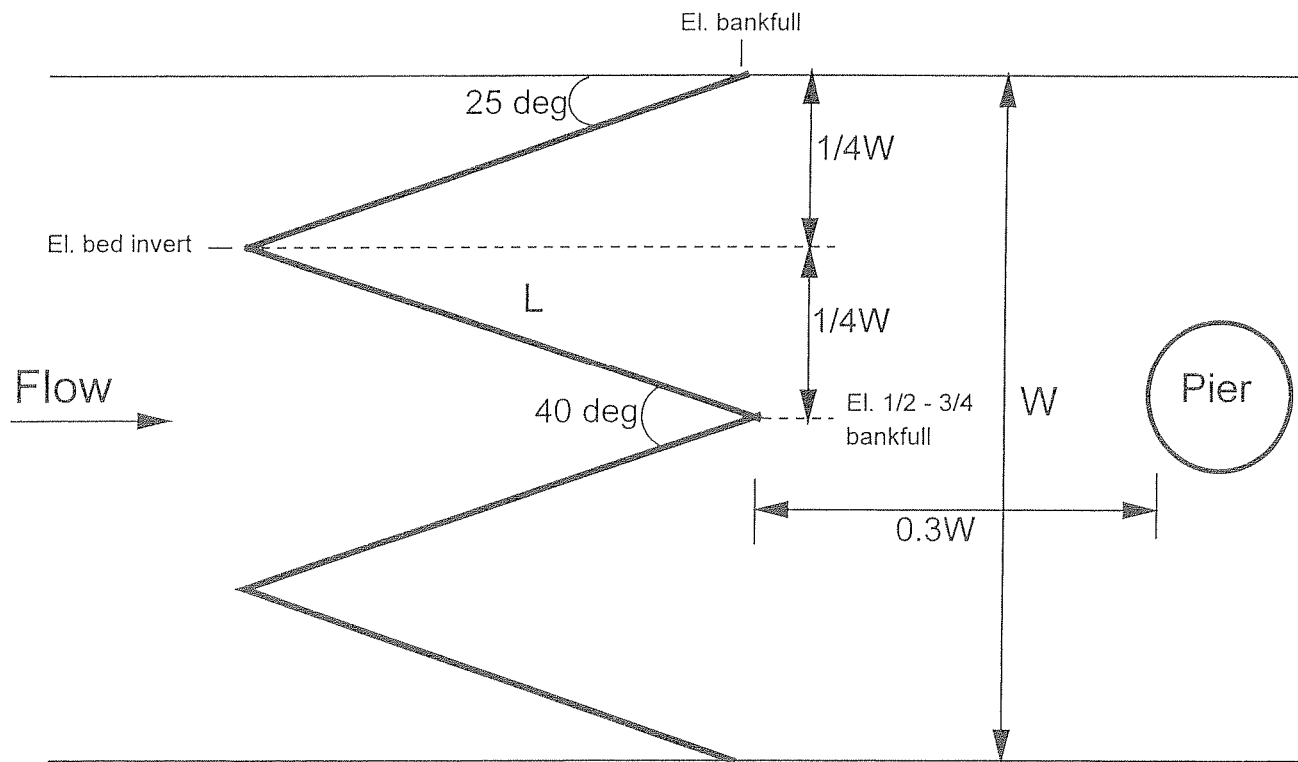 El. bankfull
25 deg
1/4W
El. bed invert
L
1/4W
Flow
40 deg
El. 1/2 - 3/4
bankfull
W
Pier
0.3W